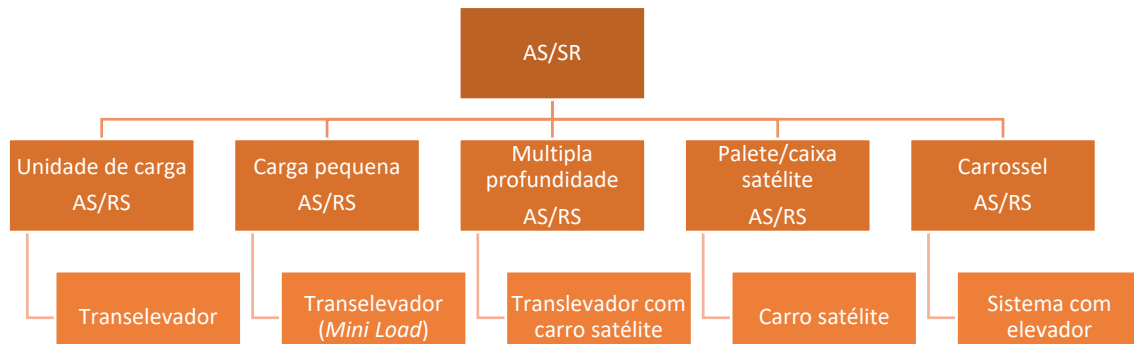 AS/SR
Unidade de carga
AS/RS
Carga pequena
AS/RS
Multipla
profundidade
AS/RS
Palete/caixa
satélite
AS/RS
Carrossel
AS/RS
Transelevador
Transelevador
(Mini Load)
Translevador com
carro satélite
Carro satélite
Sistema com
elevador